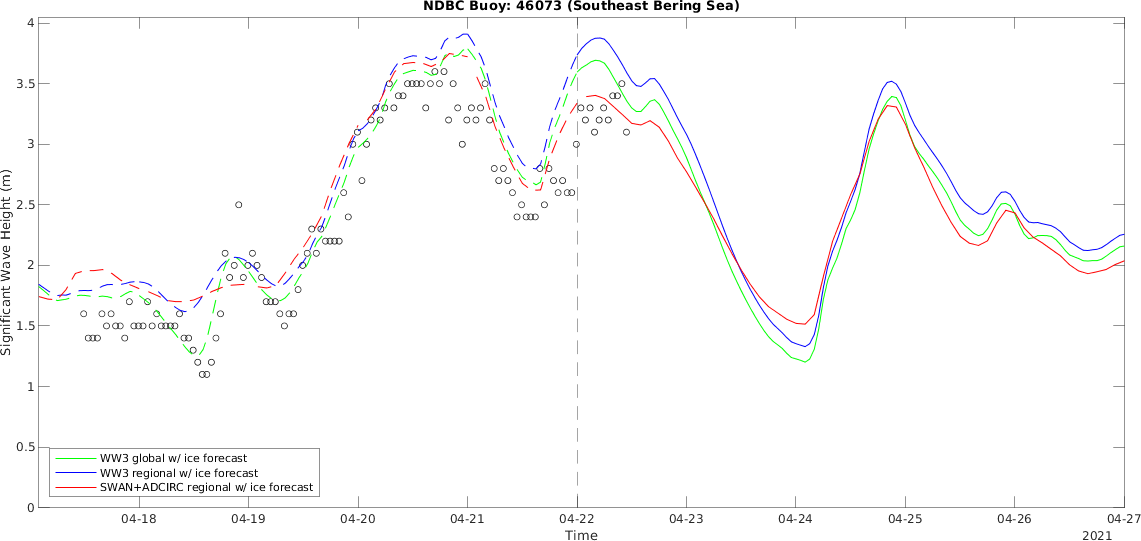 NDBC Buoy: 46073 (Southeast Bering Sea)
Significant Wave Height (m)
4
3.5
3
2.5
2
1.5
1
0.5
0
WW3 global w/ ice forecast
WW3 regional w/ ice forecast
SWAN+ADCIRC regional w/ ice forecast
04-18 04-19 04-20 04-21 04-22 04-23 04-24 04-25 04-26 04-27
Time
2021